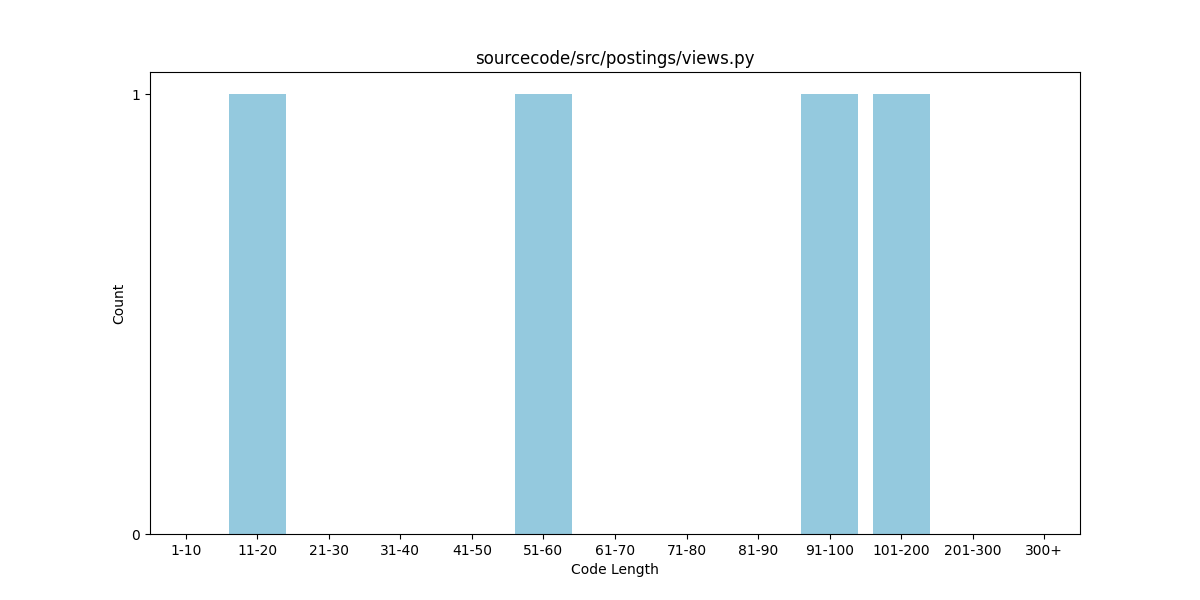 sourcecode/src/postings/views.py
1
0
Count
1-10 11-20 21-30 31-40 41-50 51-60 61-70 71-80 81-90 91-100 101-200 201-300 300+
Code Length